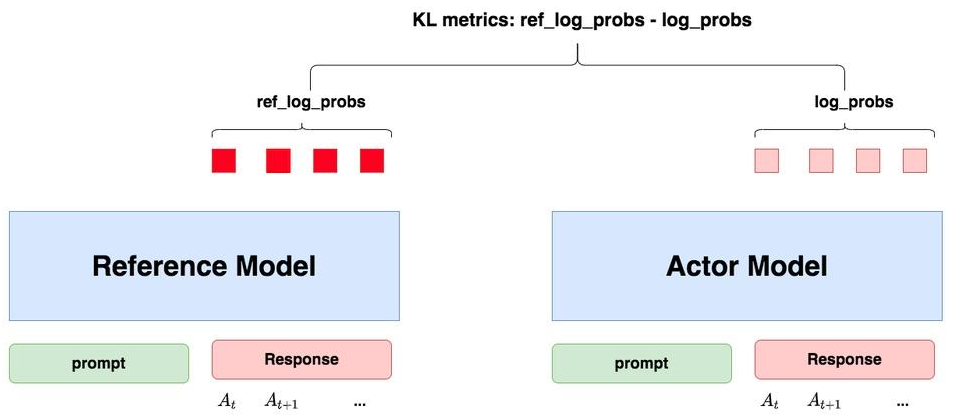 KL metrics: ref_log_probs - log_probs
ref_log_probs
log_probs
Reference Model
Actor Model
prompt
Response
prompt
Response
A_t
A_{t+1}
...
A_t
A_{t+1}
...